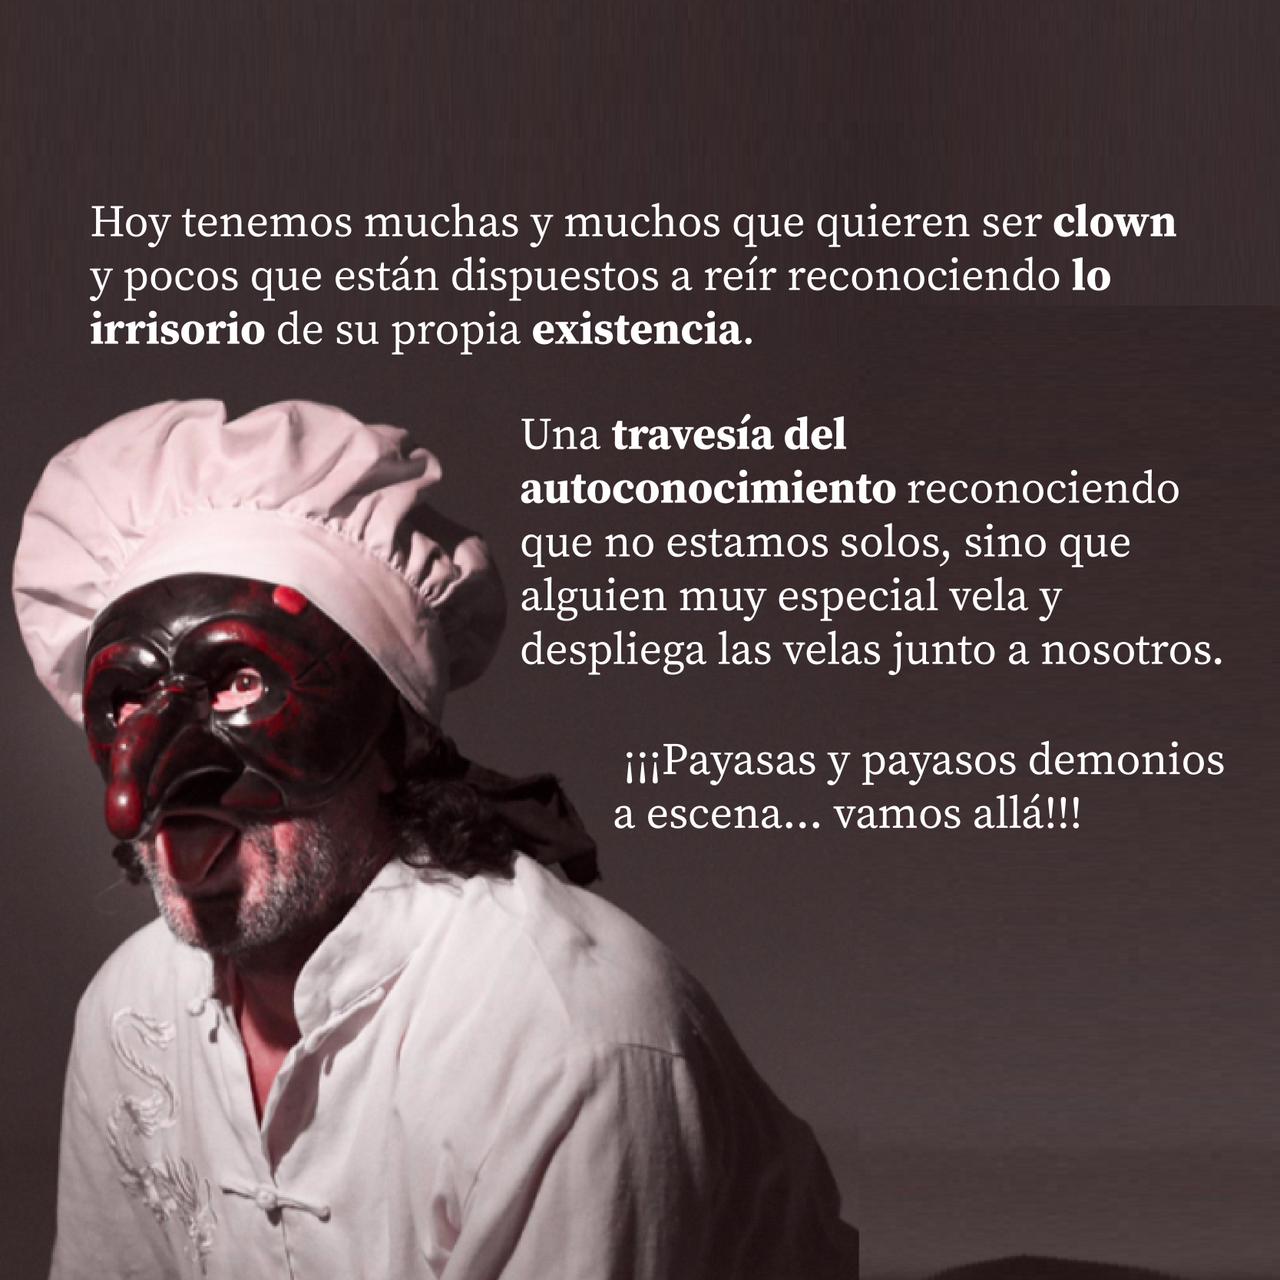 Hoy tenemos muchas y muchos que quieren ser clown
y pocos que están dispuestos a reír reconociendo lo
irrisorio de su propia existencia.
Una travesía del
autoconocimiento reconociendo
que no estamos solos, sino que
alguien muy especial vela y
despliega las velas junto a nosotros.
¡¡¡Payasas y payasos demonios
a escena... vamos allá!!!